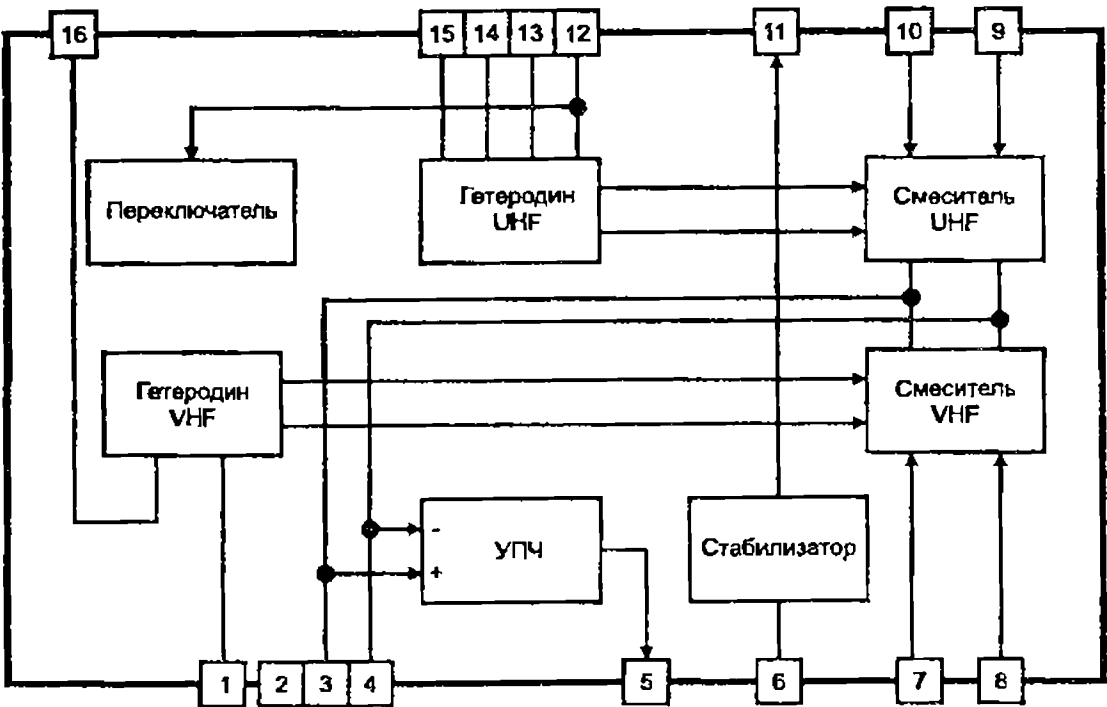 16 15 14 13 12 11 10 9
Переключатель
Гетеродин
UHF
Смеситель
UHF
Гетеродин
VHF
Смеситель
VHF
-
УПЧ
+
Стабилизатор
1 2 3 4 5 6 7 8